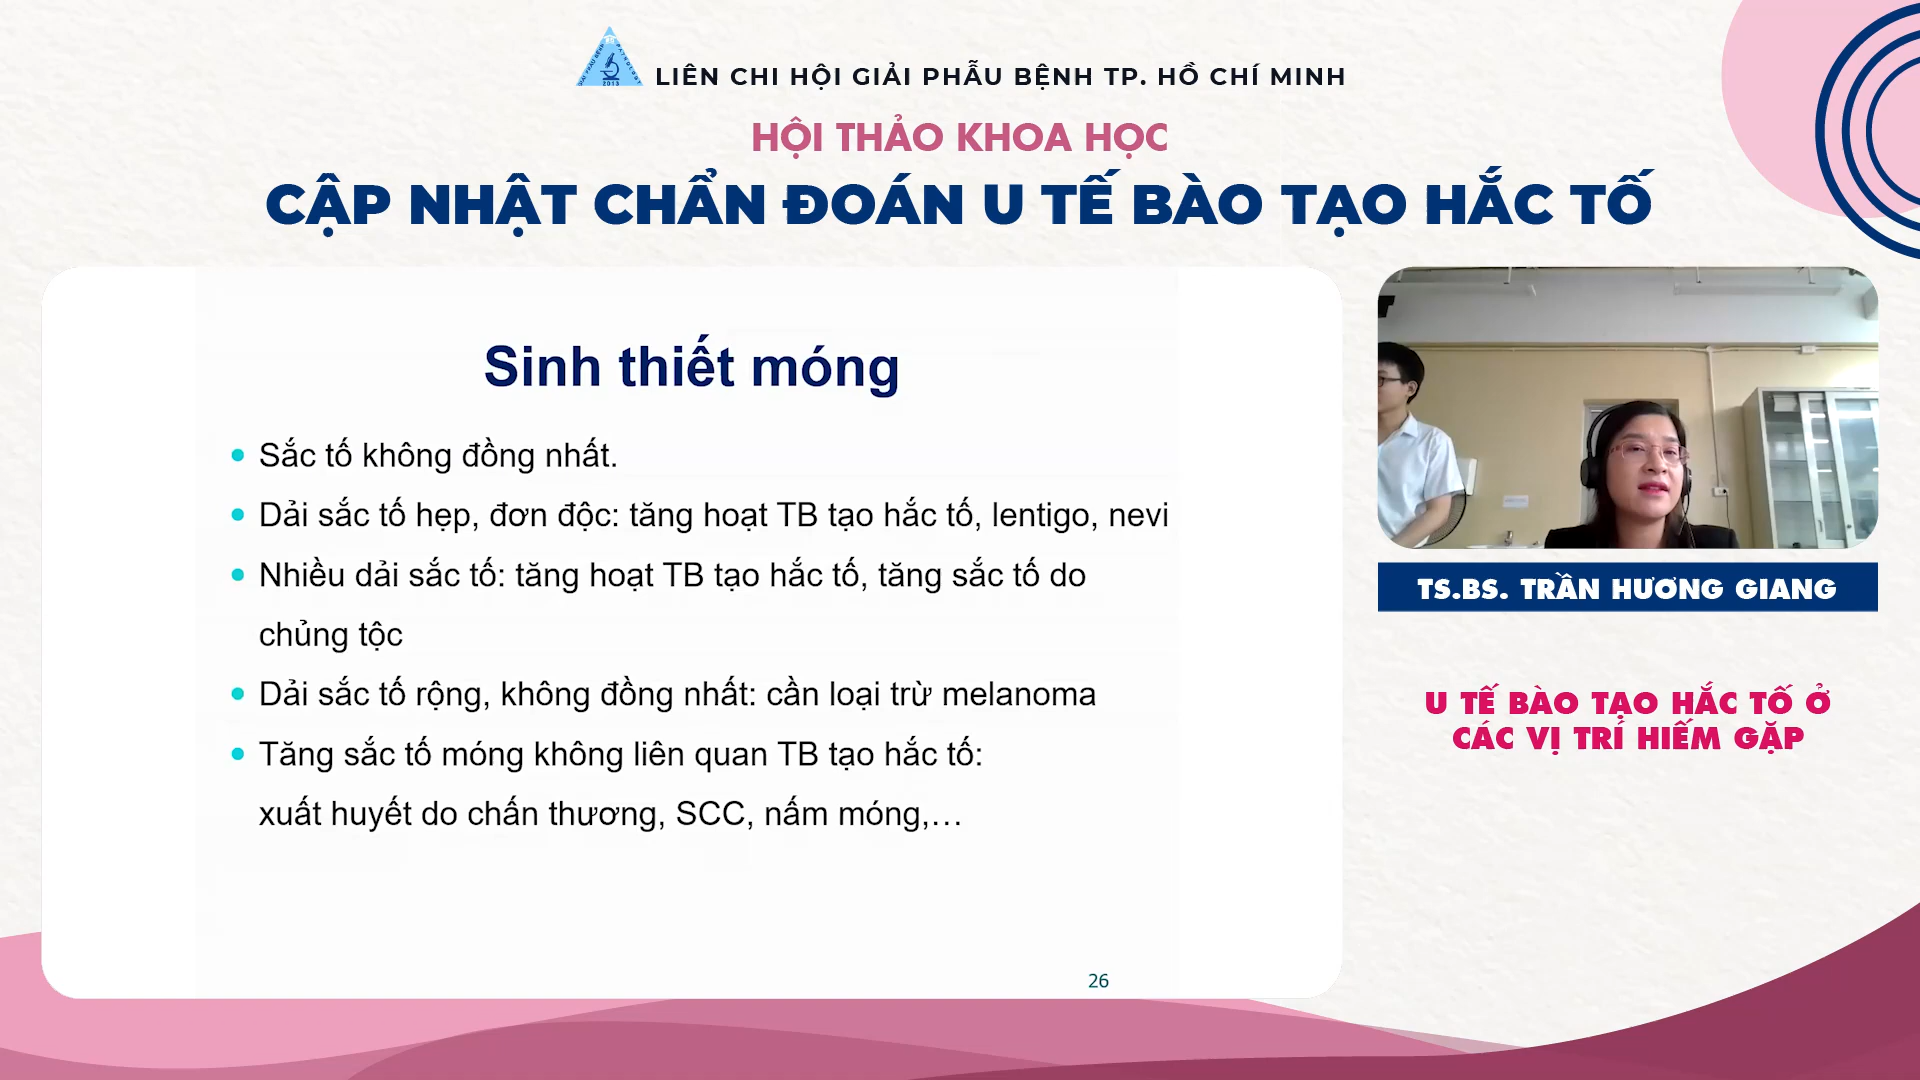 2013
LIÊN CHI HỘI GIẢI PHẪU BỆNH TP. HỒ CHÍ MINH
HỘI THẢO KHOA HỌC
CẬP NHẬT CHẨN ĐOÁN U TẾ BÀO TẠO HẮC TỐ
Sinh thiết móng
Sắc tố không đồng nhất.
Dải sắc tố hẹp, đơn độc: tăng hoạt TB tạo hắc tố, lentigo, nevi
Nhiều dải sắc tố: tăng hoạt TB tạo hắc tố, tăng sắc tố do
chủng tộc
Dải sắc tố rộng, không đồng nhất: cần loại trừ melanoma
Tăng sắc tố móng không liên quan TB tạo hắc tố:
xuất huyết do chấn thương, SCC, nấm móng,…
26
TS.BS. TRẦN HƯƠNG GIANG
U TẾ BÀO TẠO HẮC TỐ Ở
CÁC VỊ TRÍ HIẾM GẶP